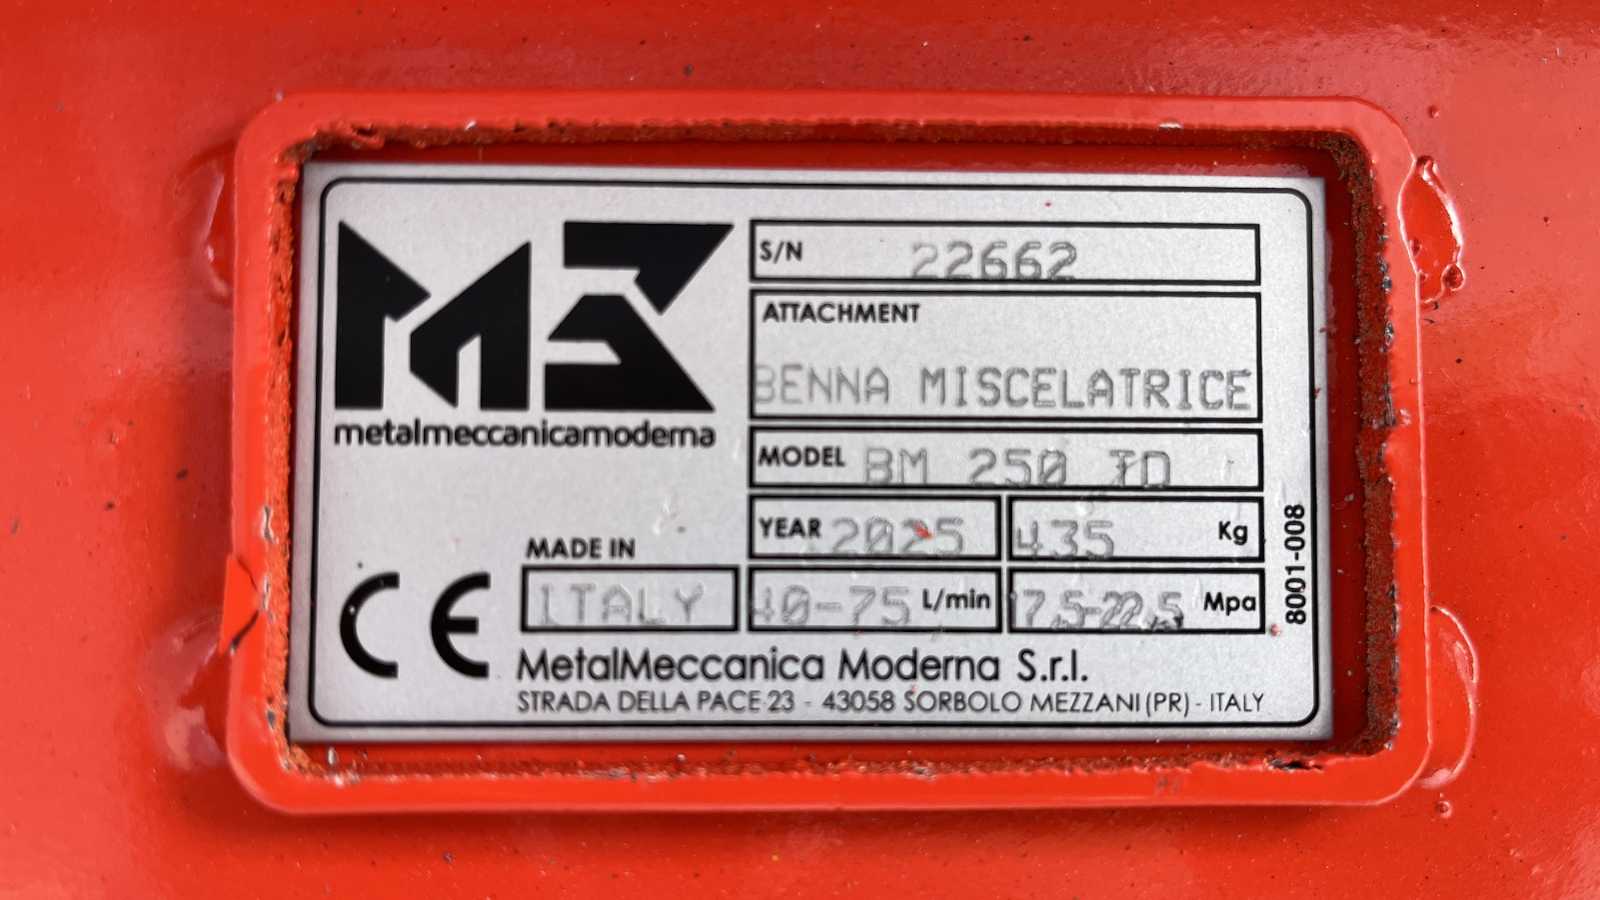 metalmeccanicamoderna
S/N 22662
ATTACHMENT
BENNA MISCELATRICE
MODEL BM 250 TD
YEAR 2025 435 Kg
MADE IN
ITALY 40-75 L/min 17,5-22,5 Mpa
8001-008
CE
MetalMeccanica Moderna S.r.l.
STRADA DELLA PACE 23 - 43058 SORBOLO MEZZANI (PR) - ITALY